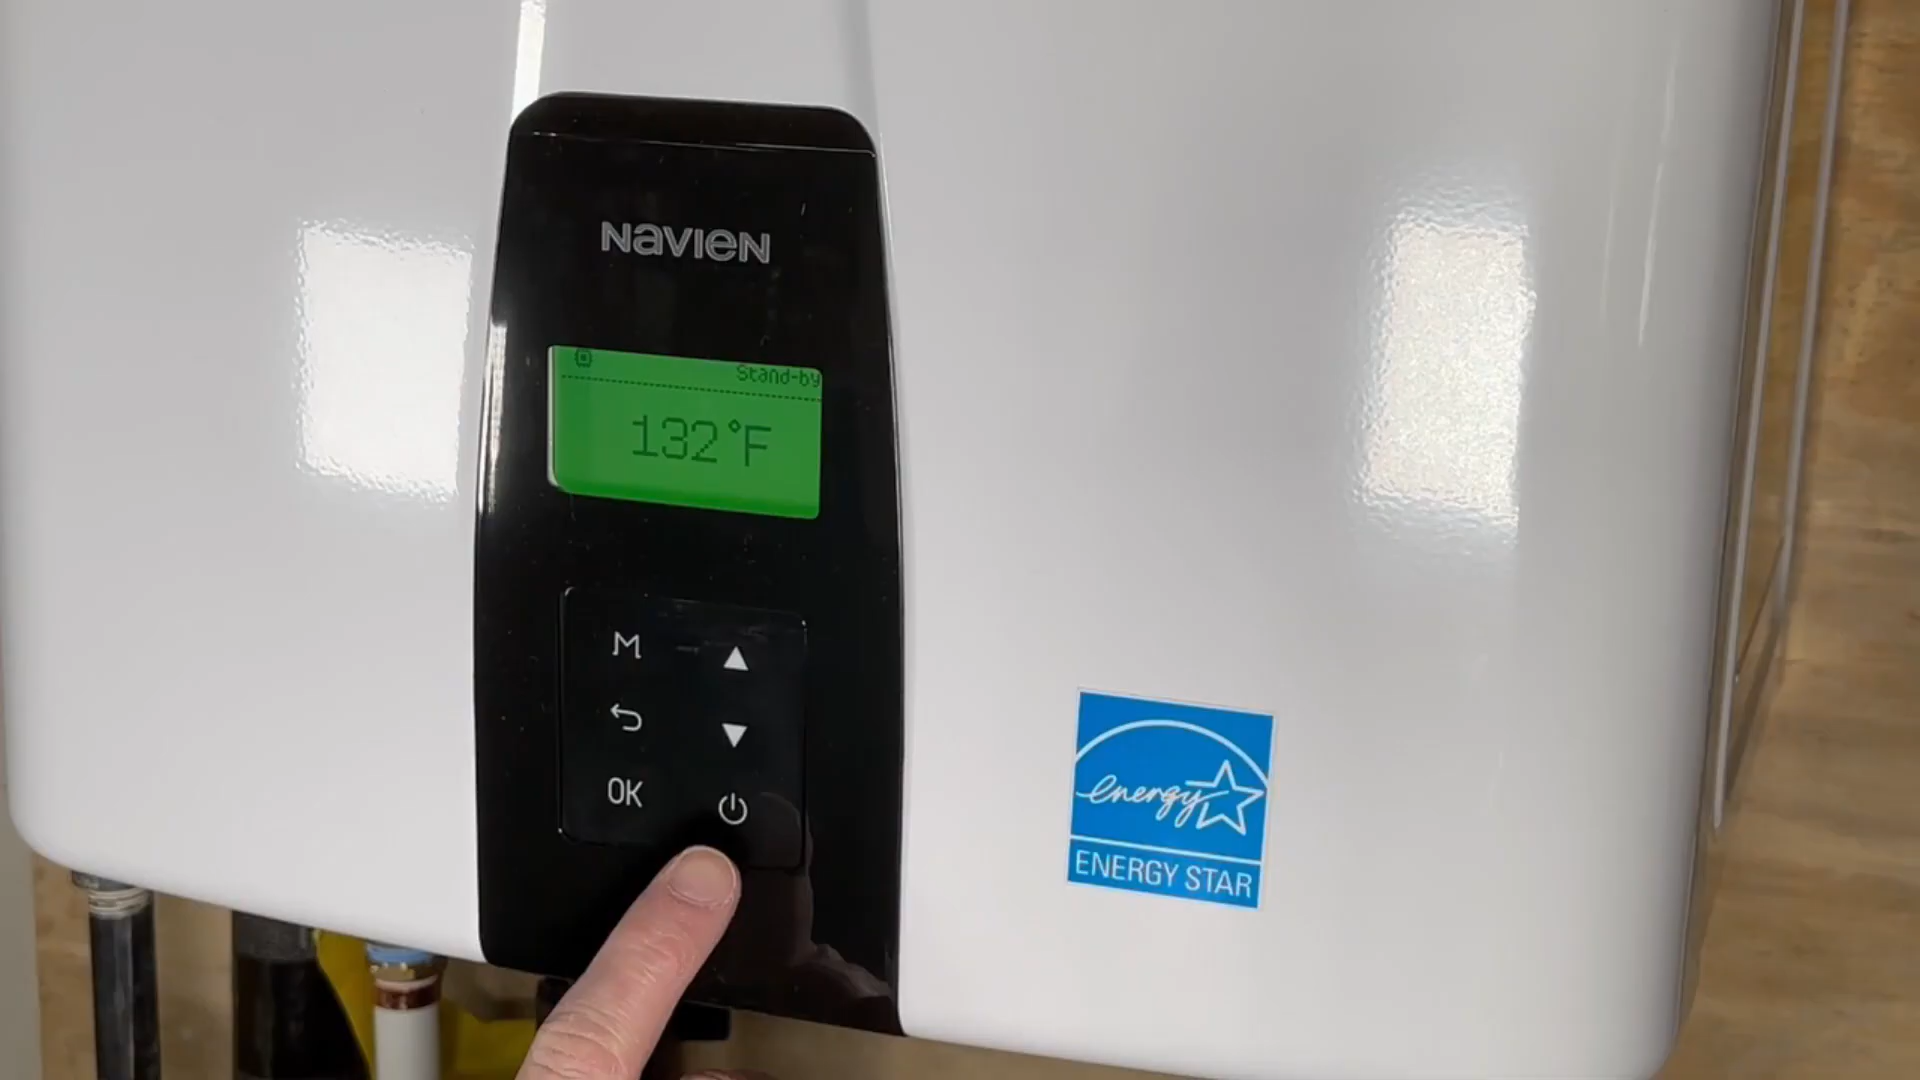 NAVIEN
Stand-by
132°F
M
OK
energy
ENERGY STAR